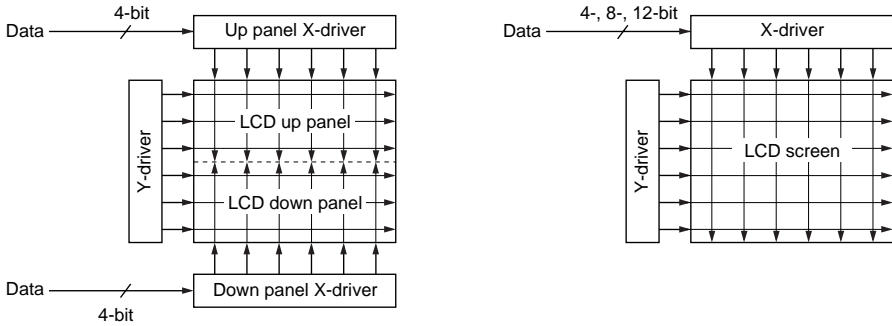 4-bit
Data
Up panel X-driver
Y-driver
LCD up panel
LCD down panel
Data
4-bit
Down panel X-driver
4-, 8-, 12-bit
Data
X-driver
Y-driver
LCD screen